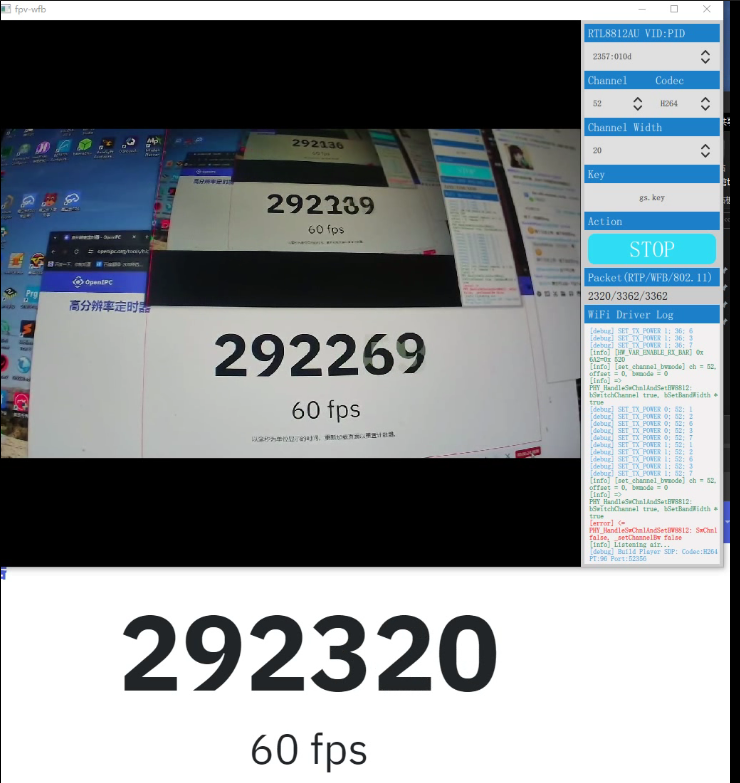 fpv-wfb
RTL8812AU VID:PID
2357:010d
Channel Codec
52 H264
Channel Width
20
Key
gs.key
Action
STOP
Packet(RTP/WFB/802.11)
2320/3362/3362
WiFi Driver Log
[debug] SET_TX_POWER 1; 36; 6
[debug] SET_TX_POWER 1; 36; 3
[debug] SET_TX_POWER 1; 36; 7
[info] [HW_VAR_ENABLE_RX_BAR] 0x
6A2=0x 520
[info] [set_channel_bwmode] ch = 52,
offset = 0, bwmode = 0
[info] =>
PHY_HandleSwChnlAndSetBW8812:
bSwitchChannel true, bSetBandWidth =
true
[debug] SET_TX_POWER 0; 52; 1
[debug] SET_TX_POWER 0; 52; 2
[debug] SET_TX_POWER 0; 52; 6
[debug] SET_TX_POWER 0; 52; 3
[debug] SET_TX_POWER 0; 52; 7
[debug] SET_TX_POWER 1; 52; 1
[debug] SET_TX_POWER 1; 52; 2
[debug] SET_TX_POWER 1; 52; 6
[debug] SET_TX_POWER 1; 52; 3
[debug] SET_TX_POWER 1; 52; 7
[info] [set_channel_bwmode] ch = 52,
offset = 0, bwmode = 0
[info] =>
PHY_HandleSwChnlAndSetBW8812:
bSwitchChannel true, bSetBandWidth =
true
[error] <=
PHY_HandleSwChnlAndSetBW8812: SwChnl
false, _setChannelBw false
[info] Listening air...
[debug] Build Player SDP: Codec:H264
PT:96 Port:52356
292136
292189
60 fps
OpenIPC
高分辨率定时器
292269
60 fps
292320
60 fps